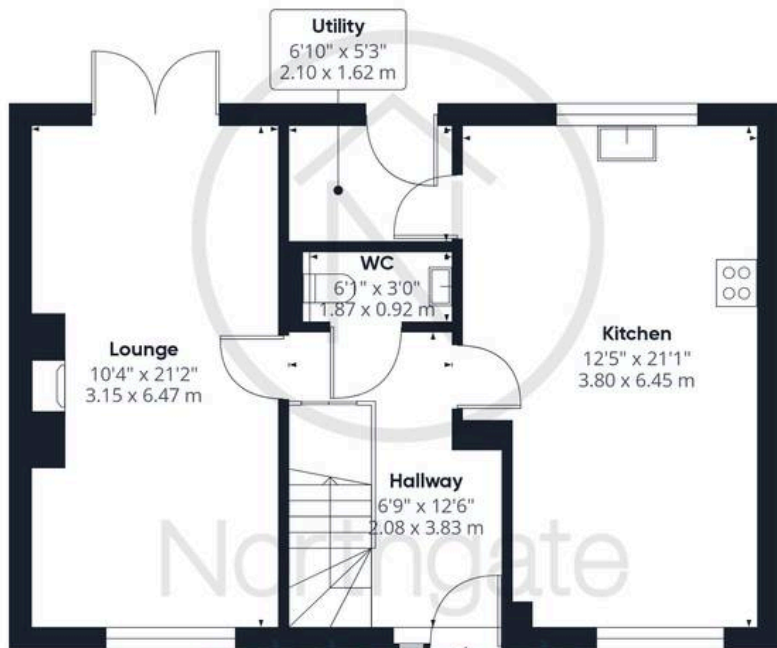 Utility
6'10" x 5'3"
2.10 x 1.62 m
WC
6'1" x 3'0"
1.87 x 0.92 m
Lounge
10'4" x 21'2"
3.15 x 6.47 m
Kitchen
12'5" x 21'1"
3.80 x 6.45 m
Hallway
6'9" x 12'6"
2.08 x 3.83 m
Northgate